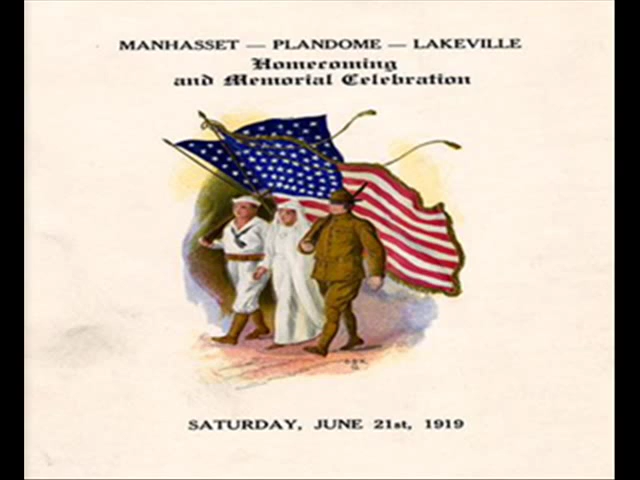 MANHASSET — PLANDOME — LAKEVILLE
Homecoming
and Memorial Celebration
SATURDAY, JUNE 21st, 1919